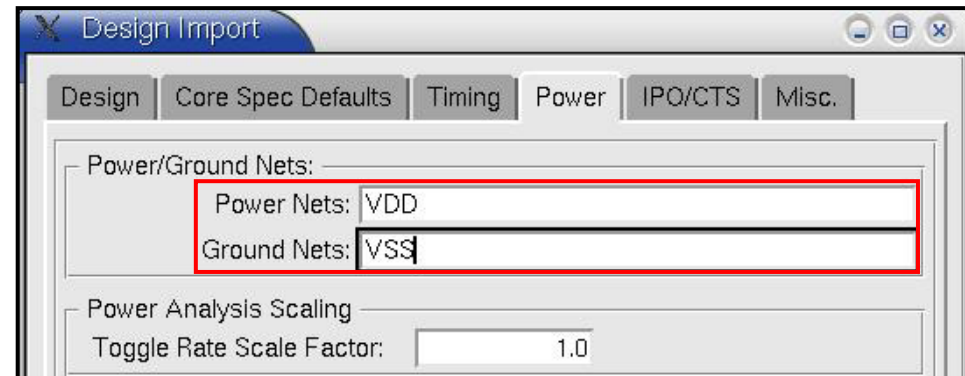 Design Import
Design Core Spec Defaults Timing Power IPO/CTS Misc.
Power/Ground Nets:
Power Nets: VDD
Ground Nets: VSS
Power Analysis Scaling
Toggle Rate Scale Factor: 1.0